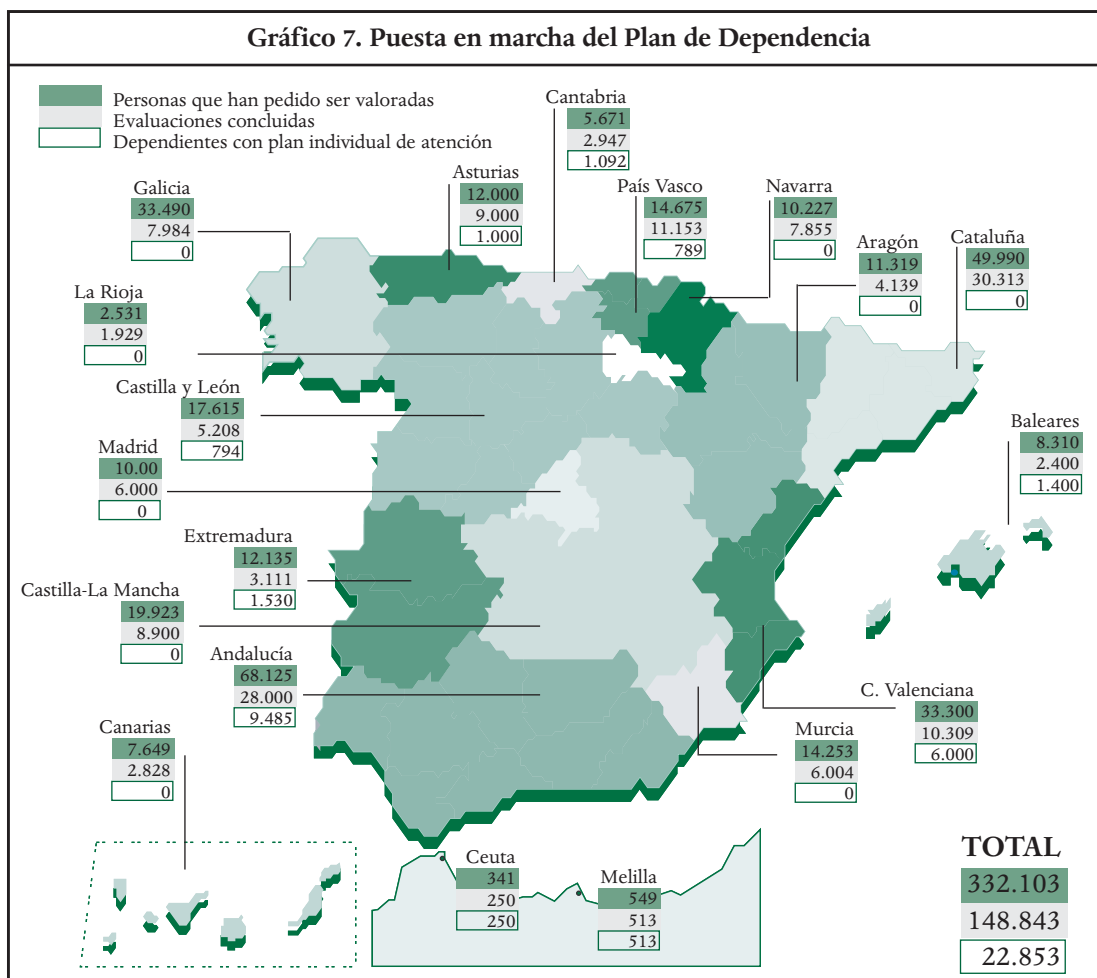 Gráfico 7. Puesta en marcha del Plan de Dependencia
Personas que han pedido ser valoradas
Evaluaciones concluidas
Dependientes con plan individual de atención
Cantabria
5.671
2.947
1.092
Asturias
12.000
9.000
1.000
Galicia
33.490
7.984
0
País Vasco
14.675
11.153
789
Navarra
10.227
7.855
0
Aragón
11.319
4.139
0
Cataluña
49.990
30.313
0
La Rioja
2.531
1.929
0
Castilla y León
17.615
5.208
794
Madrid
10.00
6.000
0
Baleares
8.310
2.400
1.400
Extremadura
12.135
3.111
1.530
Castilla-La Mancha
19.923
8.900
0
Andalucía
68.125
28.000
9.485
C. Valenciana
33.300
10.309
6.000
Murcia
14.253
6.004
0
Canarias
7.649
2.828
0
Ceuta
341
250
250
Melilla
549
513
513
TOTAL
332.103
148.843
22.853